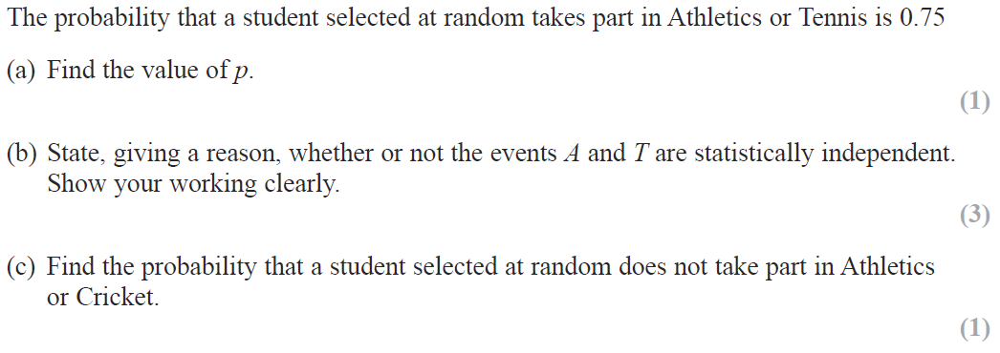 The probability that a student selected at random takes part in Athletics or Tennis is 0.75
(a) Find the value of p.
(1)
(b) State, giving a reason, whether or not the events A and T are statistically independent.
Show your working clearly.
(3)
(c) Find the probability that a student selected at random does not take part in Athletics
or Cricket.
(1)